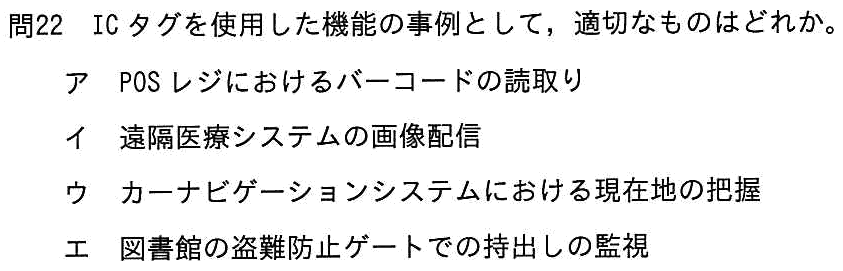 問22 ICタグを使用した機能の事例として，適切なものはどれか。
ア POSレジにおけるバーコードの読取り
イ 遠隔医療システムの画像配信
ウ カーナビゲーションシステムにおける現在地の把握
エ 図書館の盗難防止ゲートでの持出しの監視